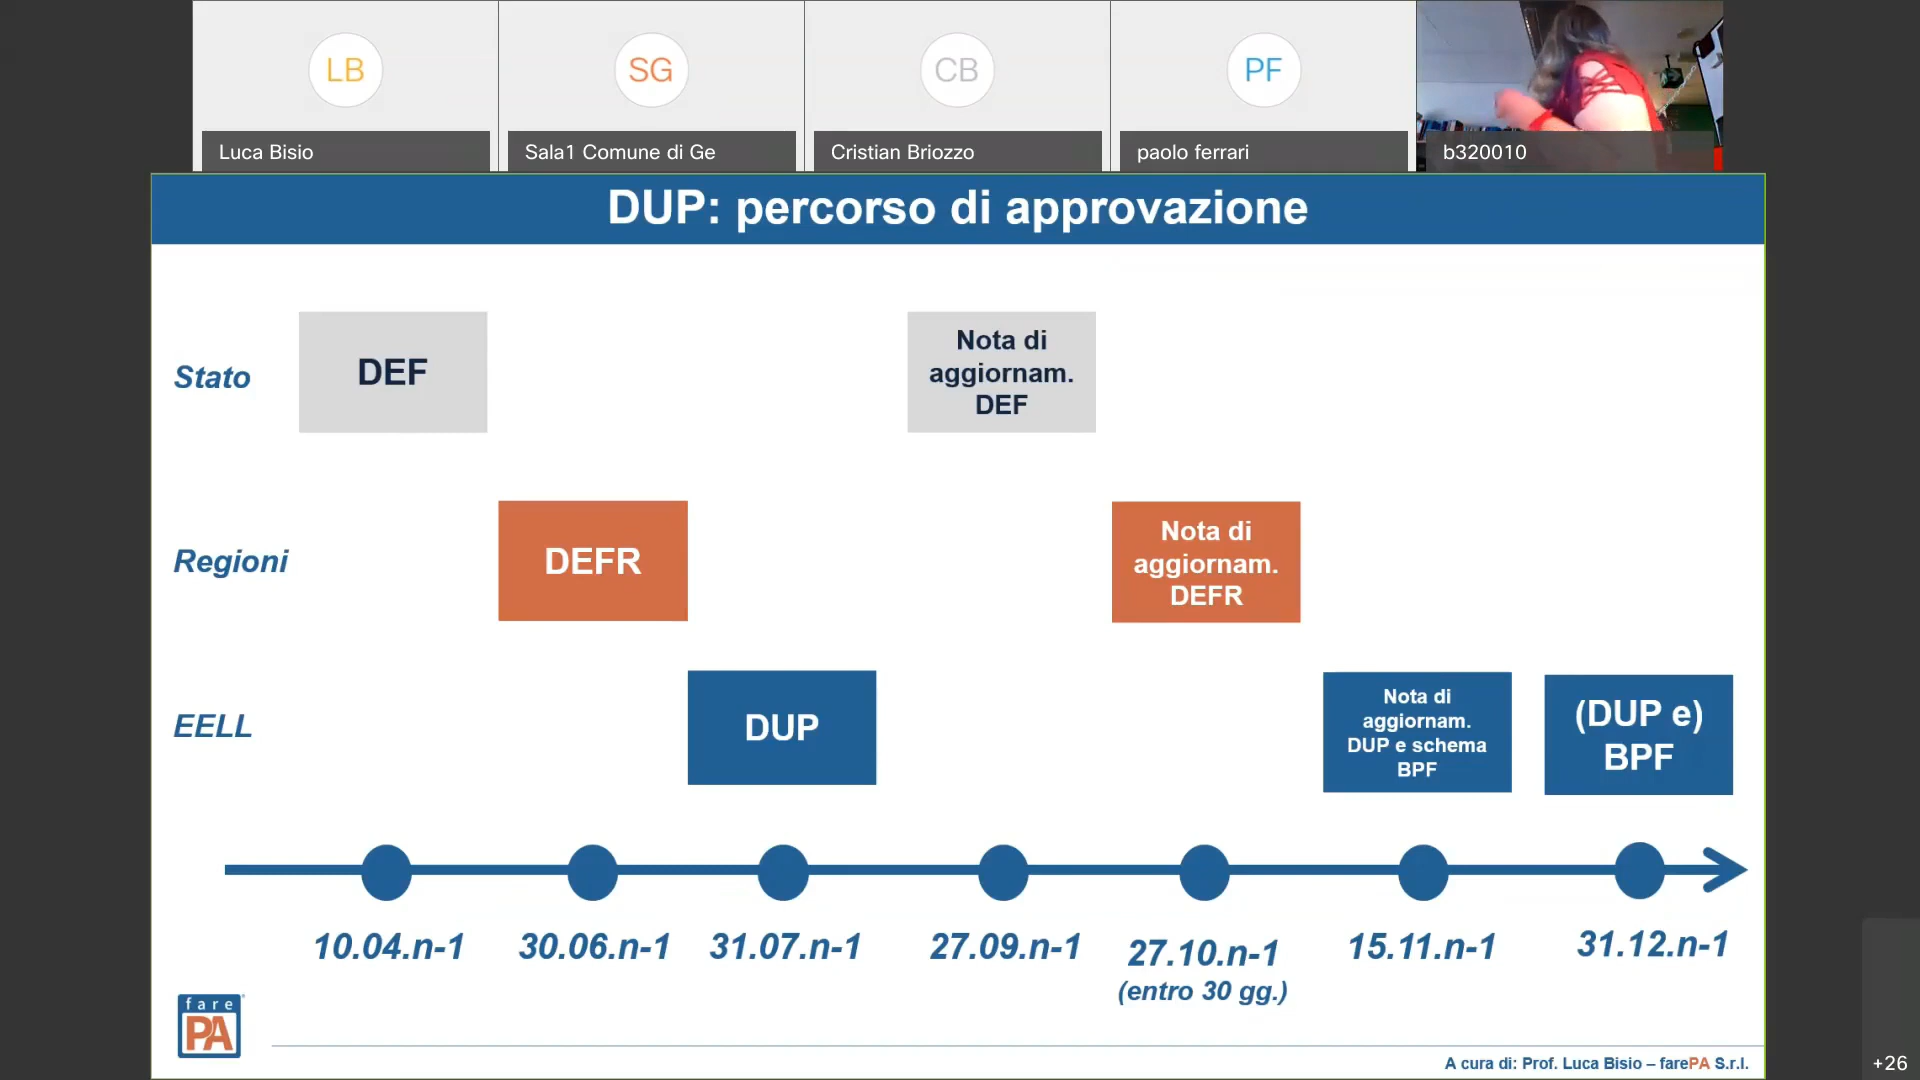 LB
SG
CB
PF
Luca Bisio
Sala1 Comune di Ge
Cristian Briozzo
paolo ferrari
b320010
DUP: percorso di approvazione
Stato
DEF
Nota di
aggiornam.
DEF
Regioni
DEFR
Nota di
aggiornam.
DEFR
EELL
DUP
Nota di
aggiornam.
DUP e schema
BPF
(DUP e)
BPF
10.04.n-1
30.06.n-1
31.07.n-1
27.09.n-1
27.10.n-1
(entro 30 gg.)
15.11.n-1
31.12.n-1
fare
PA
A cura di: Prof. Luca Bisio – farePA S.r.l.
+26